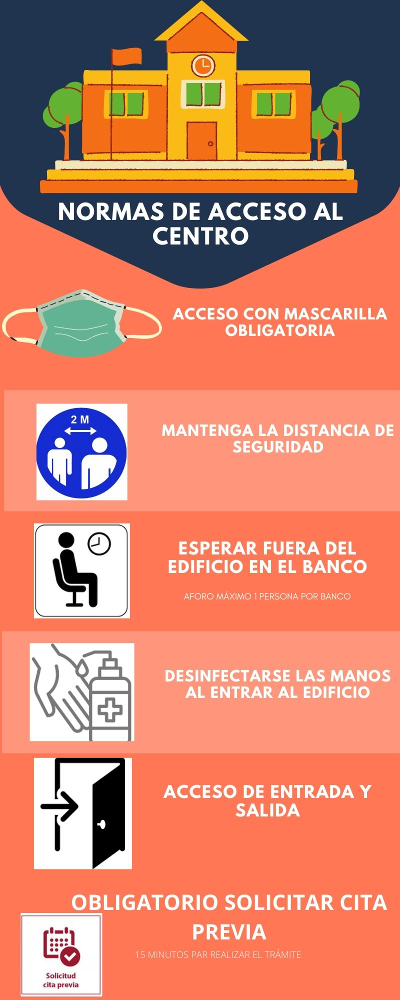 NORMAS DE ACCESO AL
CENTRO
ACCESO CON MASCARILLA
OBLIGATORIA
2 M
MANTENGA LA DISTANCIA DE
SEGURIDAD
ESPERAR FUERA DEL
EDIFICIO EN EL BANCO
AFORO MÁXIMO 1 PERSONA POR BANCO
DESINFECTARSE LAS MANOS
AL ENTRAR AL EDIFICIO
ACCESO DE ENTRADA Y
SALIDA
OBLIGATORIO SOLICITAR CITA
PREVIA
15 MINUTOS PAR REALIZAR EL TRÁMITE
Solicitud
cita previa